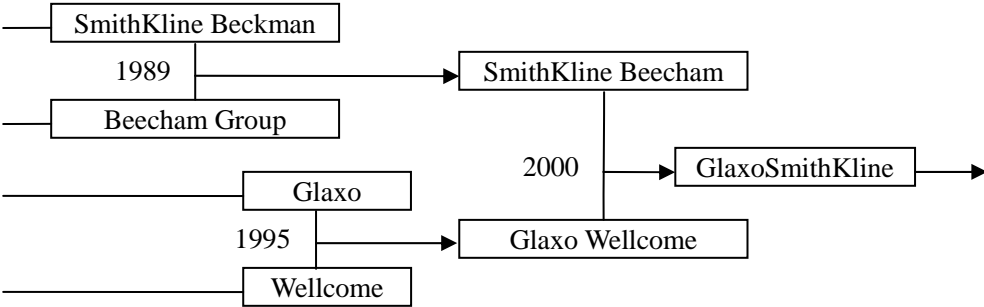 SmithKline Beckman
1989
SmithKline Beecham
Beecham Group
2000
GlaxoSmithKline
Glaxo
1995
Glaxo Wellcome
Wellcome